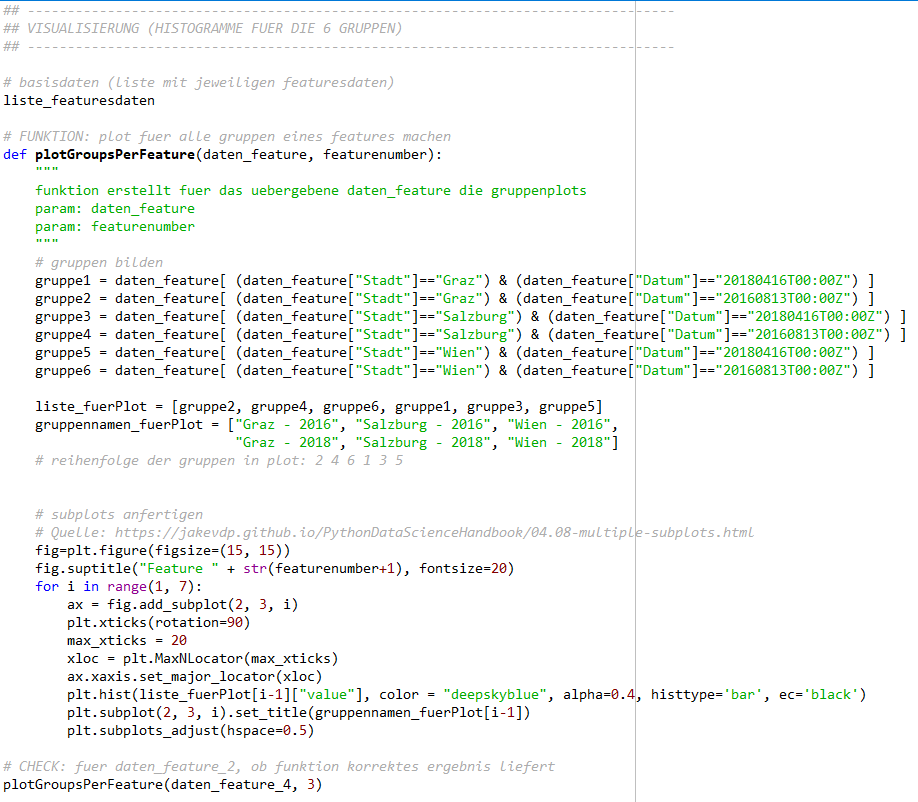 ## ---------------------------------------------------------------------------------
## VISUALISIERUNG (HISTOGRAMME FUER DIE 6 GRUPPEN)
## ---------------------------------------------------------------------------------
# basisdaten (liste mit jeweiligen featuresdaten)
liste_featuresdaten
# FUNKTION: plot fuer alle gruppen eines features machen
def plotGroupsPerFeature(daten_feature, featurenumber):
    """
    funktion erstellt fuer das uebergebene daten_feature die gruppenplots
    param: daten_feature
    param: featurenumber
    """
    # gruppen bilden
    gruppe1 = daten_feature[ (daten_feature["Stadt"]=="Graz") & (daten_feature["Datum"]=="20180416T00:00Z") ]
    gruppe2 = daten_feature[ (daten_feature["Stadt"]=="Graz") & (daten_feature["Datum"]=="20160813T00:00Z") ]
    gruppe3 = daten_feature[ (daten_feature["Stadt"]=="Salzburg") & (daten_feature["Datum"]=="20180416T00:00Z") ]
    gruppe4 = daten_feature[ (daten_feature["Stadt"]=="Salzburg") & (daten_feature["Datum"]=="20160813T00:00Z") ]
    gruppe5 = daten_feature[ (daten_feature["Stadt"]=="Wien") & (daten_feature["Datum"]=="20180416T00:00Z") ]
    gruppe6 = daten_feature[ (daten_feature["Stadt"]=="Wien") & (daten_feature["Datum"]=="20160813T00:00Z") ]
    liste_fuerPlot = [gruppe2, gruppe4, gruppe6, gruppe1, gruppe3, gruppe5]
    gruppennamen_fuerPlot = ["Graz - 2016", "Salzburg - 2016", "Wien - 2016",
                             "Graz - 2018", "Salzburg - 2018", "Wien - 2018"]
    # reihenfolge der gruppen in plot: 2 4 6 1 3 5
    # subplots anfertigen
    # Quelle: https://jakevdp.github.io/PythonDataScienceHandbook/04.08-multiple-subplots.html
    fig=plt.figure(figsize=(15, 15))
    fig.suptitle("Feature " + str(featurenumber+1), fontsize=20)
    for i in range(1, 7):
        ax = fig.add_subplot(2, 3, i)
        plt.xticks(rotation=90)
        max_xticks = 20
        xloc = plt.MaxNLocator(max_xticks)
        ax.xaxis.set_major_locator(xloc)
        plt.hist(liste_fuerPlot[i-1]["value"], color = "deepskyblue", alpha=0.4, histtype='bar', ec='black')
        plt.subplot(2, 3, i).set_title(gruppennamen_fuerPlot[i-1])
        plt.subplots_adjust(hspace=0.5)
# CHECK: fuer daten_feature_2, ob funktion korrektes ergebnis liefert
plotGroupsPerFeature(daten_feature_4, 3)